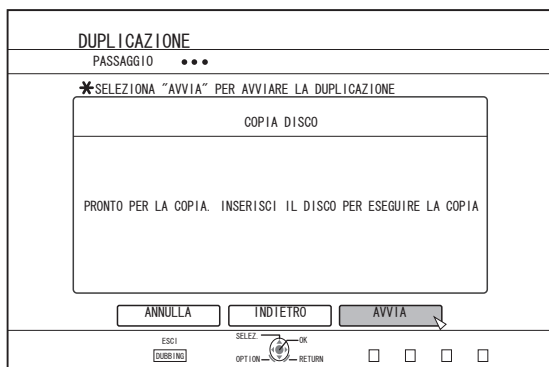 DUPLICAZIONE
PASSAGGIO •••
*SELEZIONA "AVVIA" PER AVVIARE LA DUPLICAZIONE
COPIA DISCO
PRONTO PER LA COPIA. INSERISCI IL DISCO PER ESEGUIRE LA COPIA
ANNULLA INDIETRO AVVIA
ESCI SELEZ. OK
DUBBING OPTION RETURN